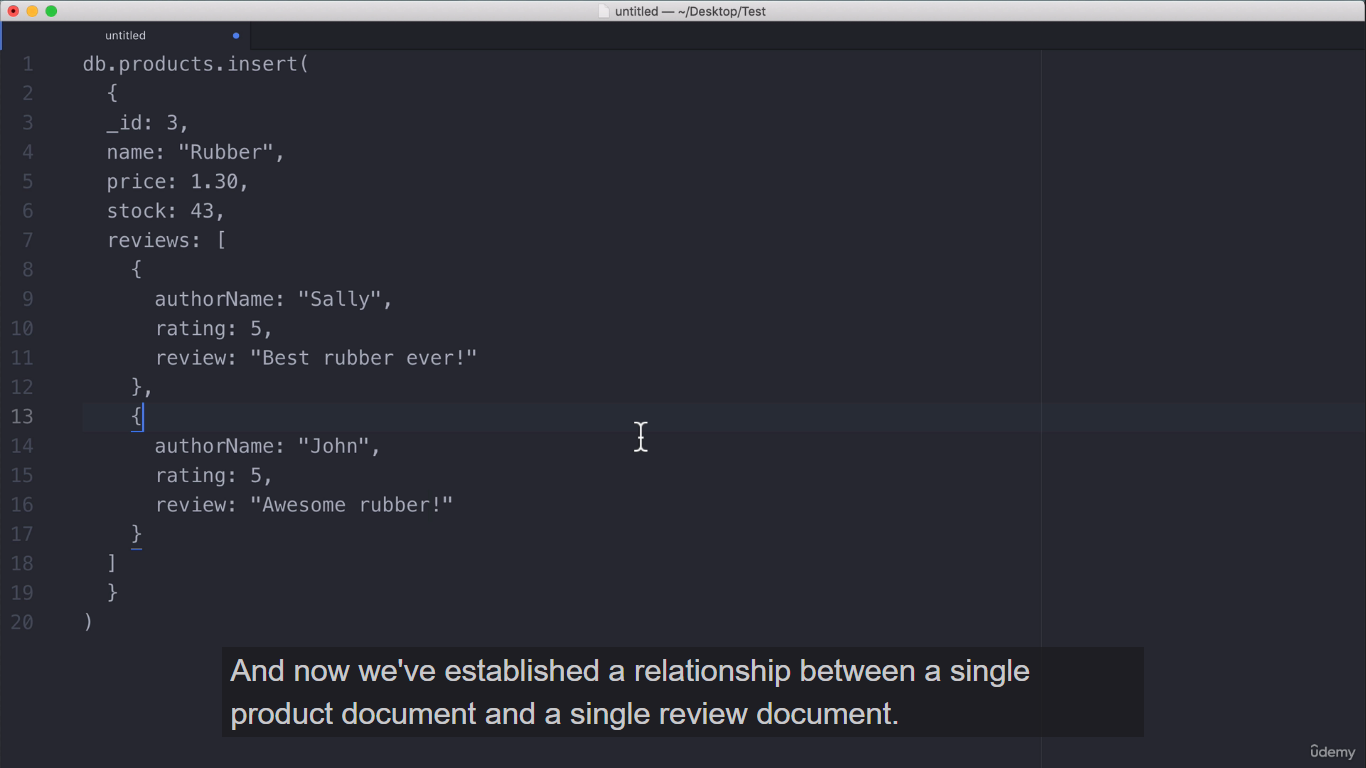 untitled — ~/Desktop/Test
untitled
1 db.products.insert(
2 {
3 _id: 3,
4 name: "Rubber",
5 price: 1.30,
6 stock: 43,
7 reviews: [
8 {
9 authorName: "Sally",
10 rating: 5,
11 review: "Best rubber ever!"
12 },
13 {
14 authorName: "John",
15 rating: 5,
16 review: "Awesome rubber!"
17 }
18 ]
19 }
20 )
And now we've established a relationship between a single
product document and a single review document.
ûdemy